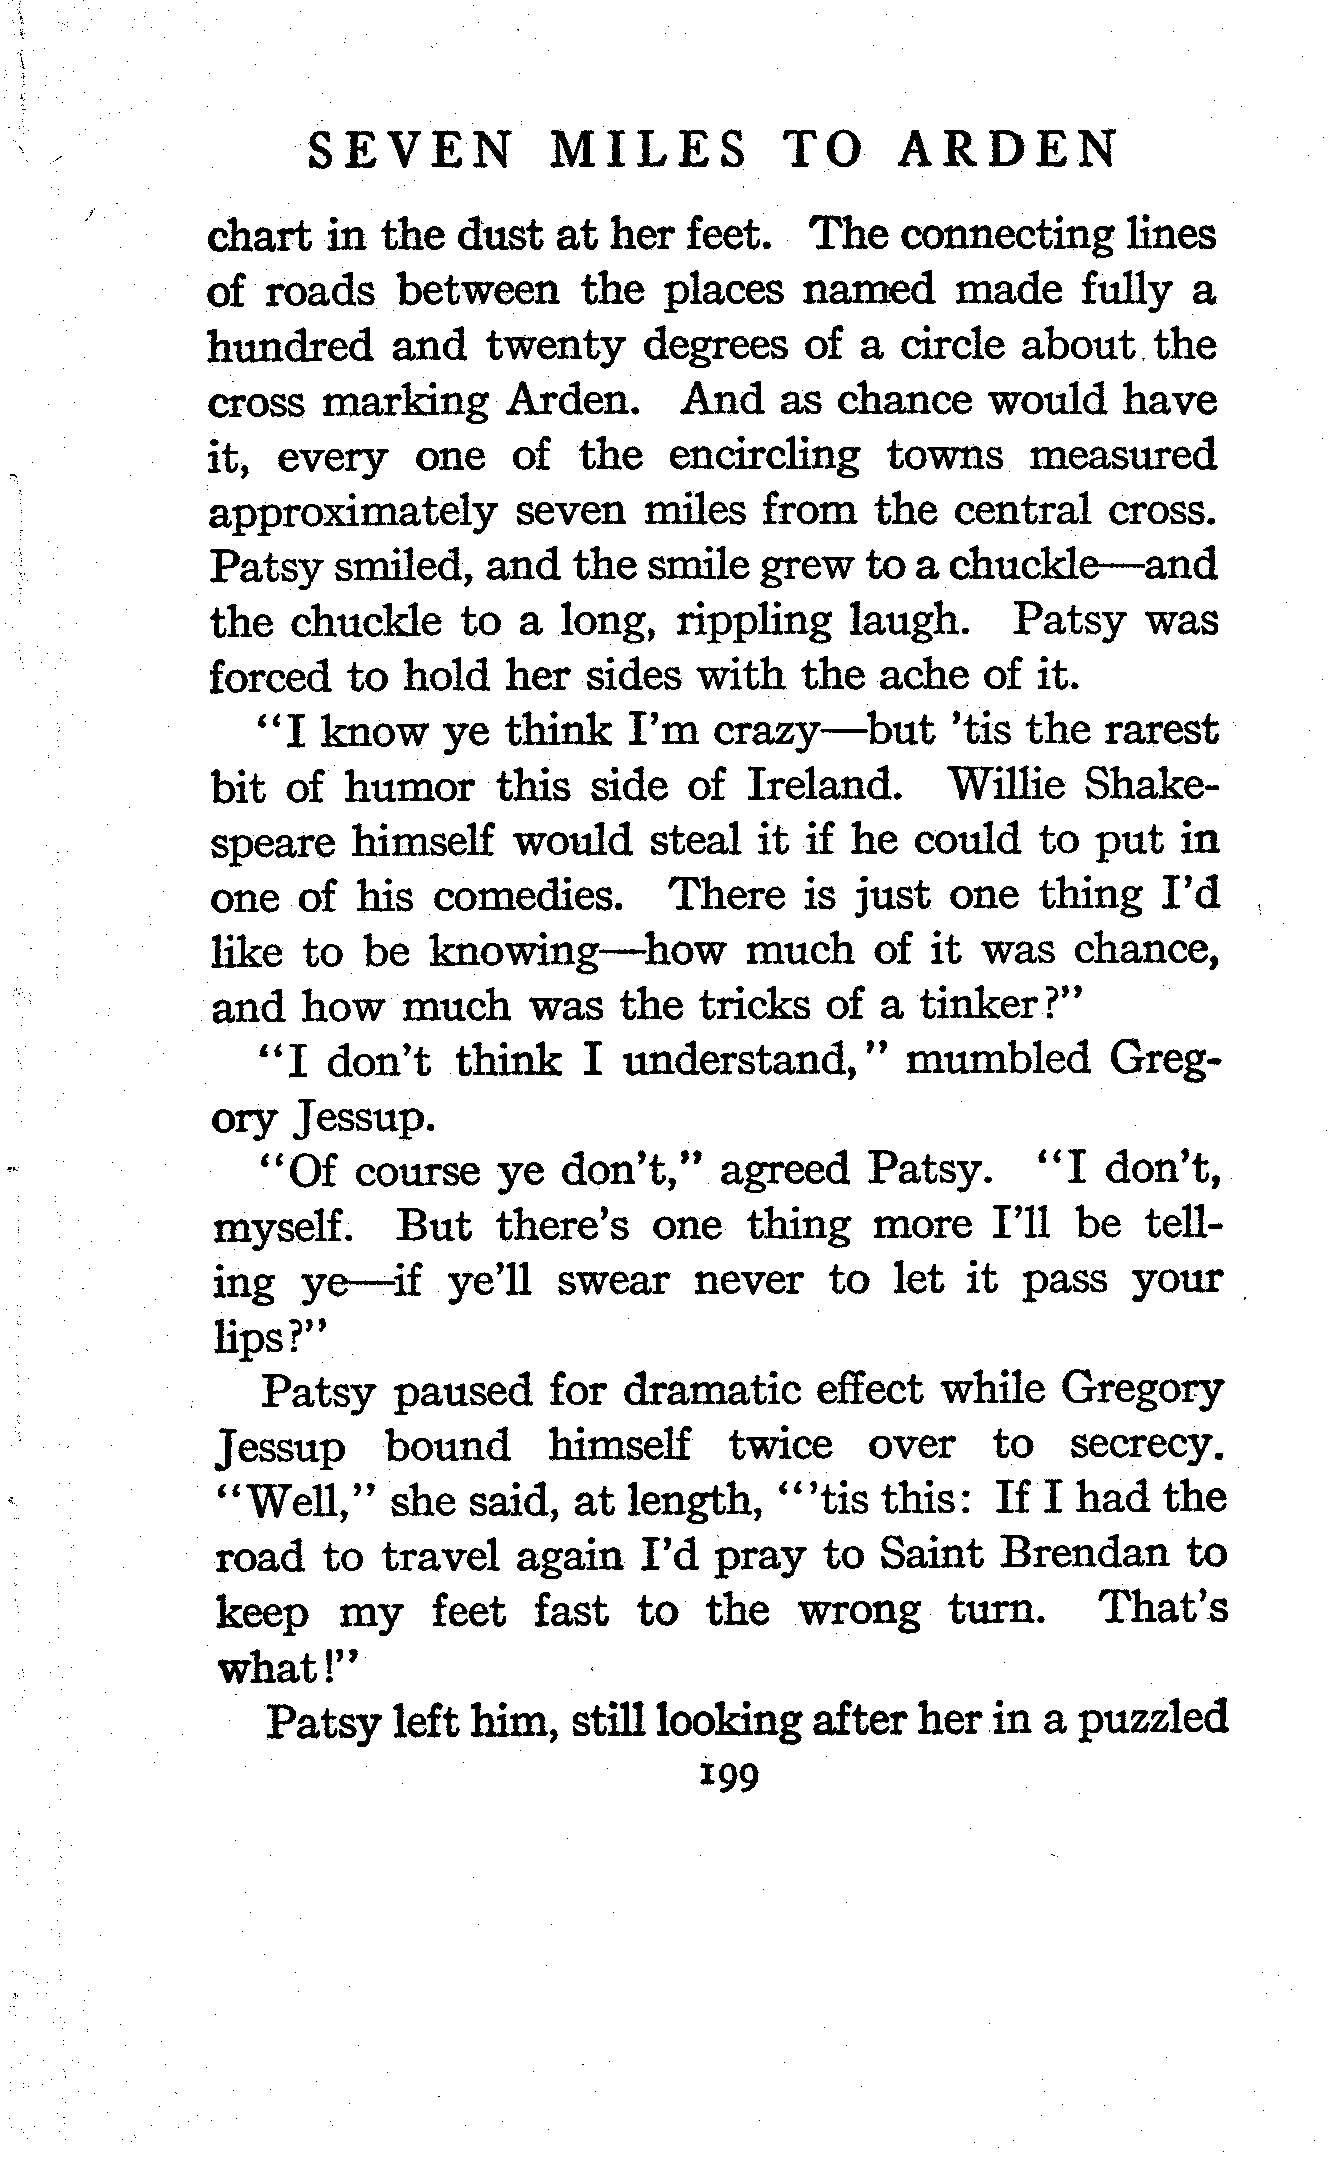 SEVEN MILES TO ARDEN
chart in the dust at her feet. The connecting lines
of roads between the places named made fully a
hundred and twenty degrees of a circle about the
cross marking Arden. And as chance would have
it, every one of the encircling towns measured
approximately seven miles from the central cross.
Patsy smiled, and the smile grew to a chuckle—and
the chuckle to a long, rippling laugh. Patsy was
forced to hold her sides with the ache of it.
"I know ye think I'm crazy—but 'tis the rarest
bit of humor this side of Ireland. Willie Shake-
speare himself would steal it if he could to put in
one of his comedies. There is just one thing I'd
like to be knowing—how much of it was chance,
and how much was the tricks of a tinker?"
"I don't think I understand," mumbled Greg-
ory Jessup.
"Of course ye don't," agreed Patsy. "I don't,
myself. But there's one thing more I'll be tell-
ing ye—if ye'll swear never to let it pass your
lips?"
Patsy paused for dramatic effect while Gregory
Jessup bound himself twice over to secrecy.
"Well," she said, at length, "'tis this: If I had the
road to travel again I'd pray to Saint Brendan to
keep my feet fast to the wrong turn. That's
what!"
Patsy left him, still looking after her in a puzzled
199